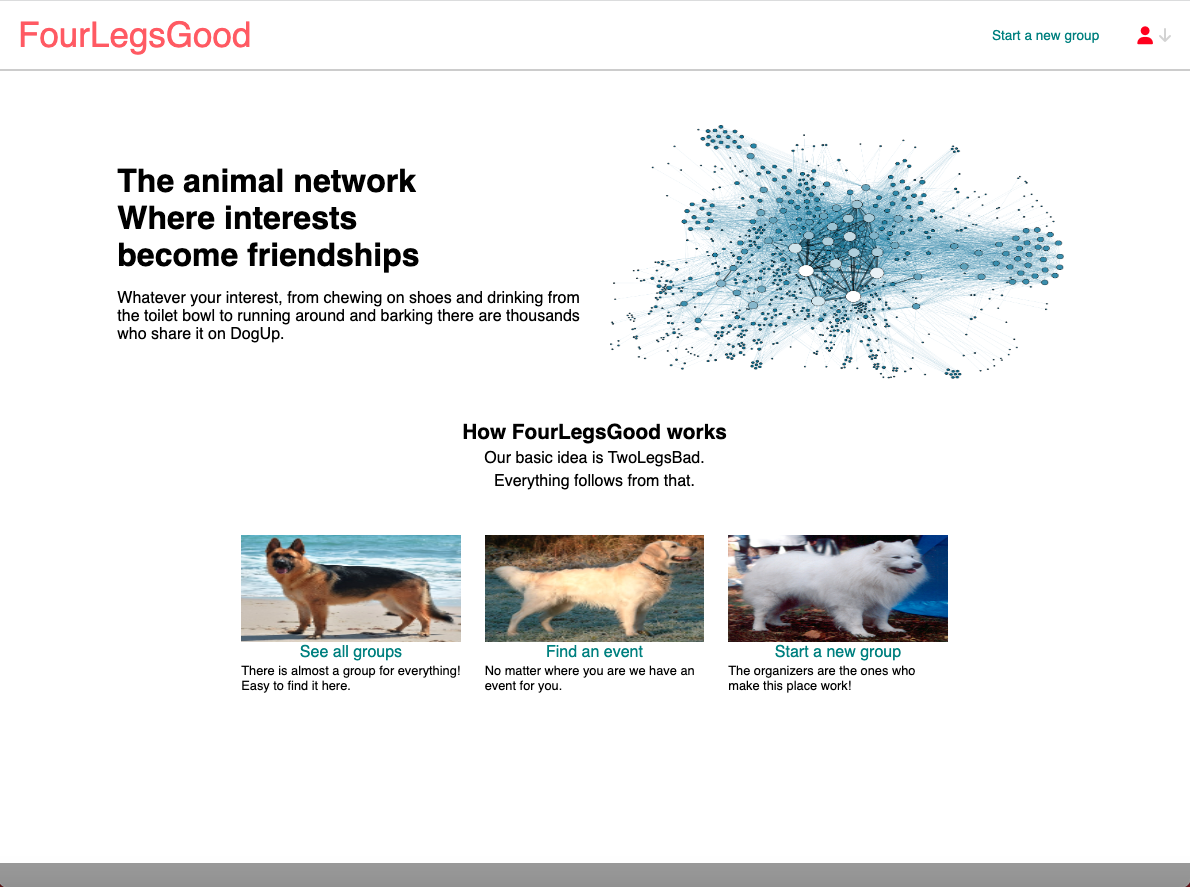 FourLegsGood
Start a new group
The animal network
Where interests
become friendships
Whatever your interest, from chewing on shoes and drinking from
the toilet bowl to running around and barking there are thousands
who share it on DogUp.
How FourLegsGood works
Our basic idea is TwoLegsBad.
Everything follows from that.
See all groups
There is almost a group for everything!
Easy to find it here.
Find an event
No matter where you are we have an
event for you.
Start a new group
The organizers are the ones who
make this place work!